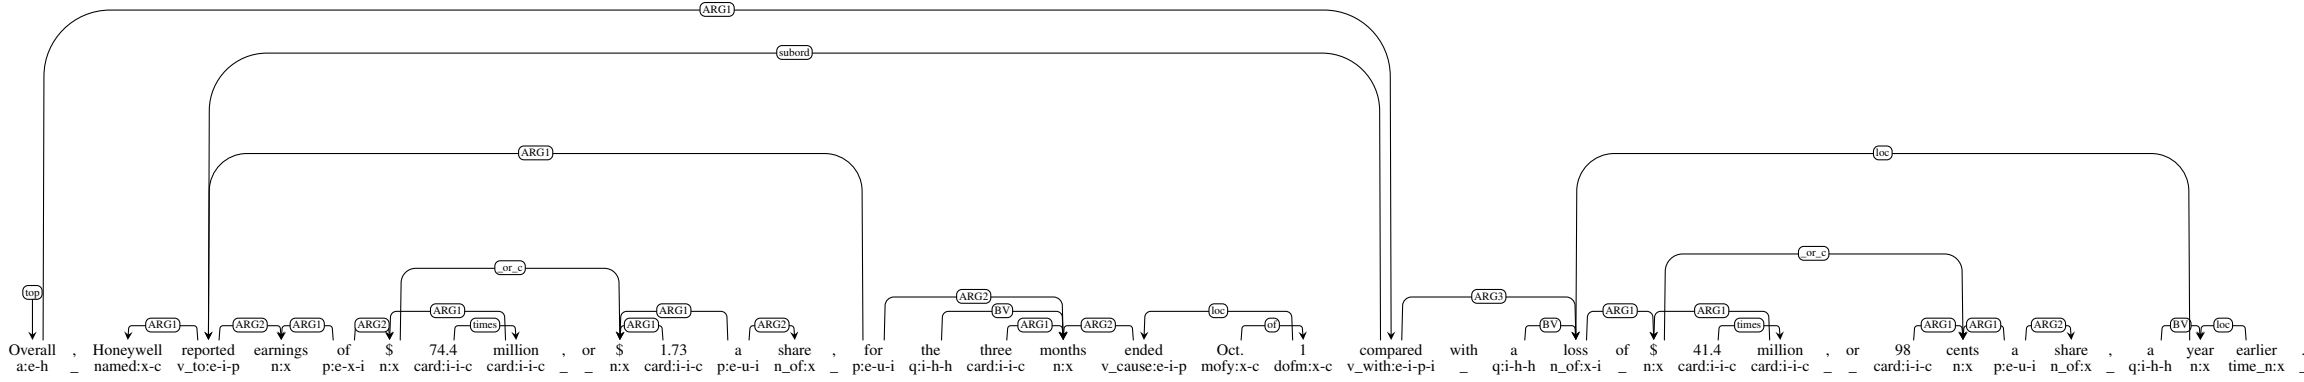 ARG1
subord
ARG1 loc
_or_c
_or_c
top ARG2 ARG3
ARG1 ARG1 BV loc ARG1 ARG1
ARG1 ARG2 ARG1 ARG2 times ARG1 ARG2 ARG1 ARG2 of BV times ARG1 ARG1 ARG2 BV loc
Overall , Honeywell reported earnings of $ 74.4 million , or $ 1.73 a share , for the three months ended Oct. 1 compared with a loss of $ 41.4 million , or 98 cents a share , a year earlier .
a:e-h _ named:x-c v_to:e-i-p n:x p:e-x-i n:x card:i-i-c card:i-i-c _ _ n:x card:i-i-c p:e-u-i n_of:x _ p:e-u-i q:i-h-h card:i-i-c n:x v_cause:e-i-p mofy:x-c dofm:x-c v_with:e-i-p-i _ q:i-h-h n_of:x-i _ n:x card:i-i-c card:i-i-c _ _ card:i-i-c n:x p:e-u-i n_of:x _ q:i-h-h n:x time_n:x _